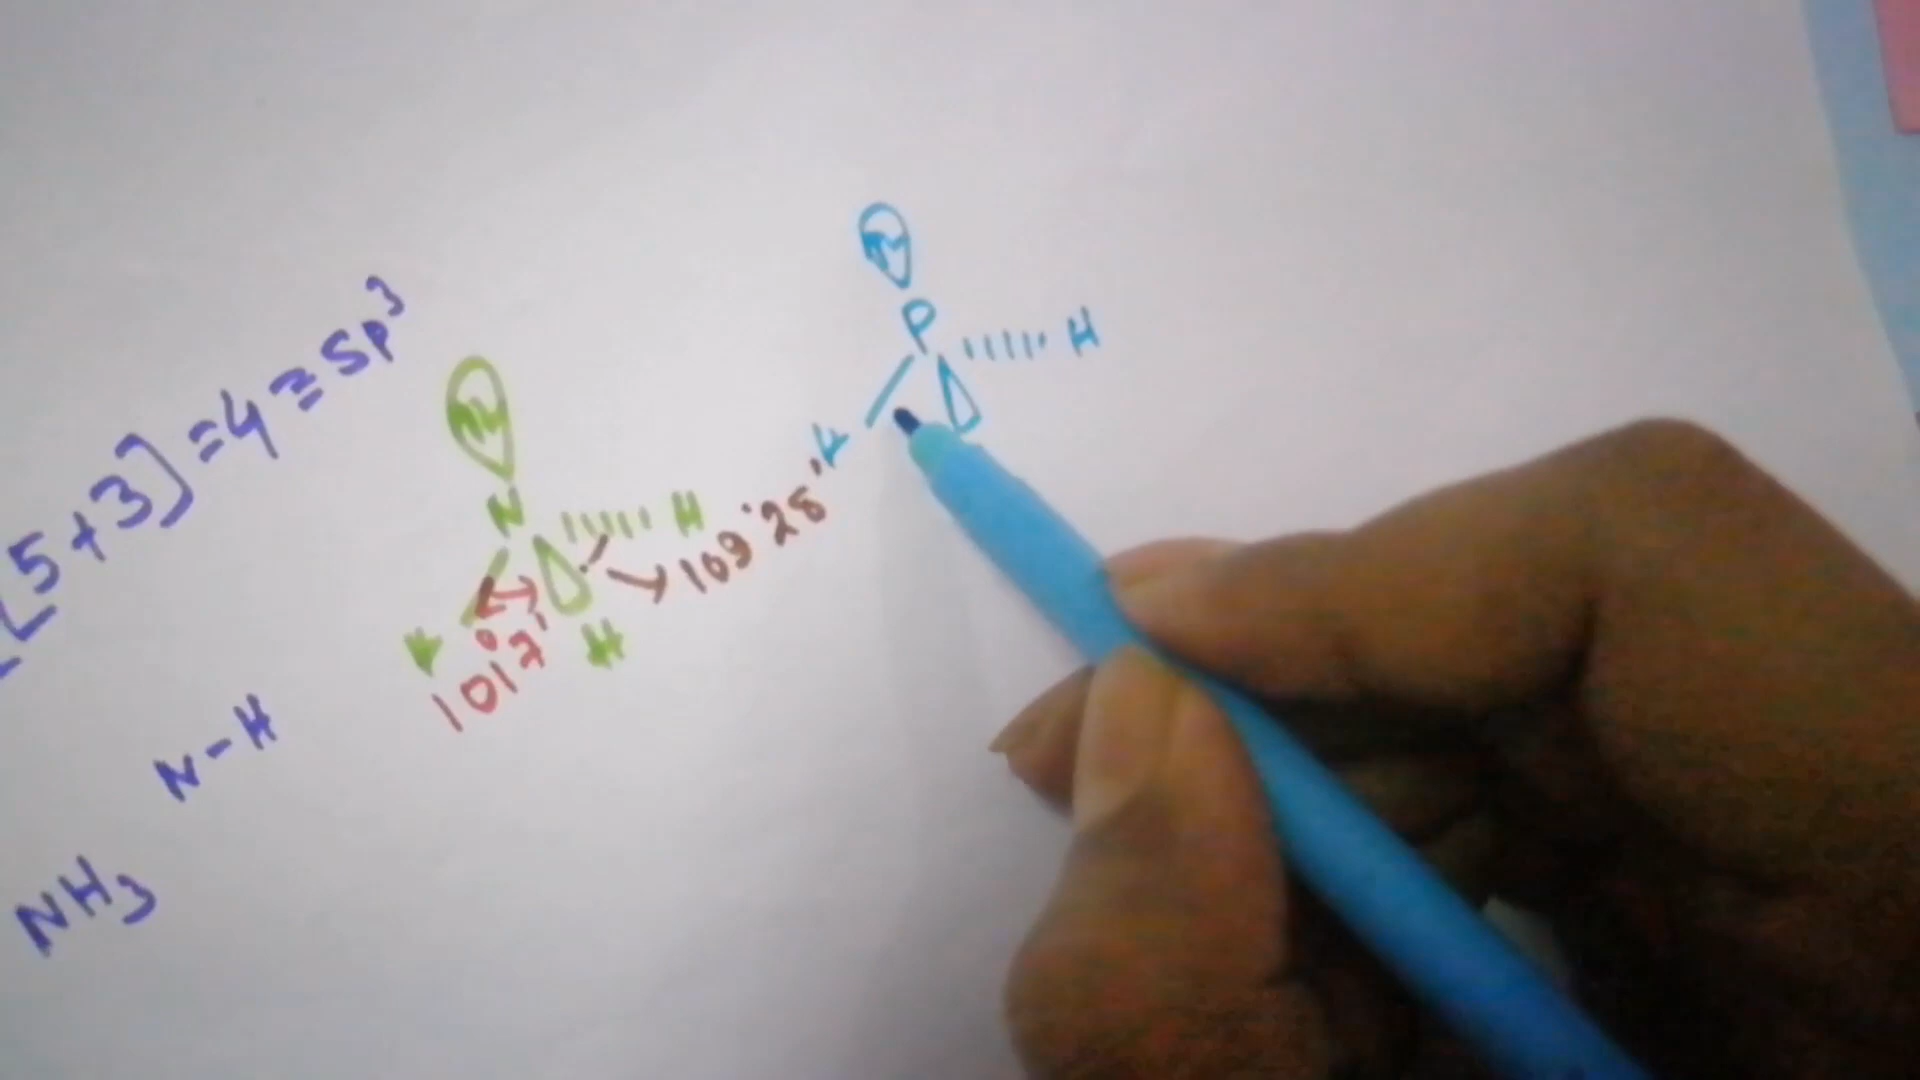 [5+3] = 4 ≡ Sp³
P
H
H
N
H
H
H
109°28'
101°7'
N-H
NH₃